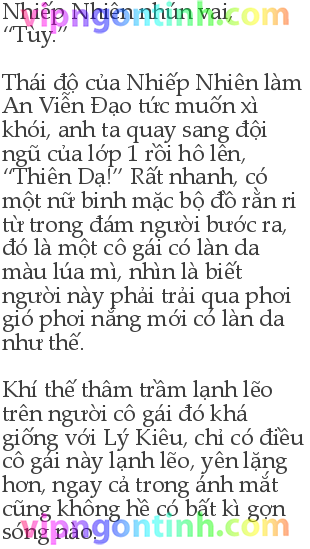 Nhiếp Nhiên nhún vai,
“Tùy.”
Thái độ của Nhiếp Nhiên làm
An Viễn Đạo tức muốn xì
khói, anh ta quay sang đội
ngũ của lớp 1 rồi hô lên,
“Thiên Dạ!” Rất nhanh, có
một nữ binh mặc bộ đồ rằn ri
từ trong đám người bước ra,
đó là một cô gái có làn da
màu lúa mì, nhìn là biết
người này phải trải qua phơi
gió phơi nắng mới có làn da
như thế.
Khí thế thâm trầm lạnh lẽo
trên người cô gái đó khá
giống với Lý Kiêu, chỉ có điều
cô gái này lạnh lẽo, yên lặng
hơn, ngay cả trong ánh mắt
cũng không hề có bất kì gợn
sóng nào.
vipngontinh.com
vipngontinh.com